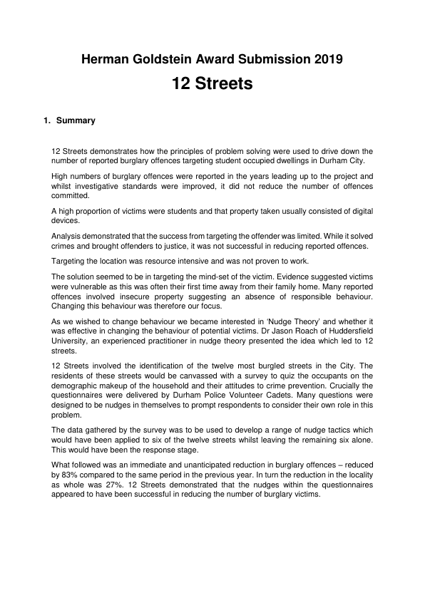 Herman Goldstein Award Submission 2019
12 Streets
1. Summary
12 Streets demonstrates how the principles of problem solving were used to drive down the
number of reported burglary offences targeting student occupied dwellings in Durham City.
High numbers of burglary offences were reported in the years leading up to the project and
whilst investigative standards were improved, it did not reduce the number of offences
committed.
A high proportion of victims were students and that property taken usually consisted of digital
devices.
Analysis demonstrated that the success from targeting the offender was limited. While it solved
crimes and brought offenders to justice, it was not successful in reducing reported offences.
Targeting the location was resource intensive and was not proven to work.
The solution seemed to be in targeting the mind-set of the victim. Evidence suggested victims
were vulnerable as this was often their first time away from their family home. Many reported
offences involved insecure property suggesting an absence of responsible behaviour.
Changing this behaviour was therefore our focus.
As we wished to change behaviour we became interested in 'Nudge Theory' and whether it
was effective in changing the behaviour of potential victims. Dr Jason Roach of Huddersfield
University, an experienced practitioner in nudge theory presented the idea which led to 12
streets.
12 Streets involved the identification of the twelve most burgled streets in the City. The
residents of these streets would be canvassed with a survey to quiz the occupants on the
demographic makeup of the household and their attitudes to crime prevention. Crucially the
questionnaires were delivered by Durham Police Volunteer Cadets. Many questions were
designed to be nudges in themselves to prompt respondents to consider their own role in this
problem.
The data gathered by the survey was to be used to develop a range of nudge tactics which
would have been applied to six of the twelve streets whilst leaving the remaining six alone.
This would have been the response stage.
What followed was an immediate and unanticipated reduction in burglary offences – reduced
by 83% compared to the same period in the previous year. In turn the reduction in the locality
as whole was 27%. 12 Streets demonstrated that the nudges within the questionnaires
appeared to have been successful in reducing the number of burglary victims.